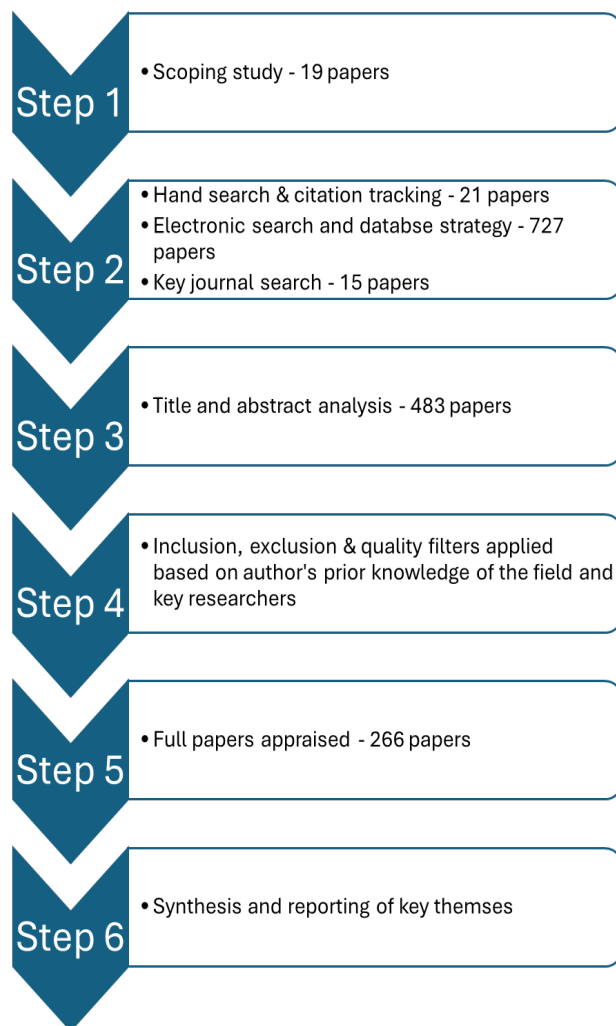 Step 1
• Scoping study - 19 papers
Step 2
• Hand search & citation tracking - 21 papers
• Electronic search and databse strategy - 727
papers
• Key journal search - 15 papers
Step 3
• Title and abstract analysis - 483 papers
Step 4
• Inclusion, exclusion & quality filters applied
based on author's prior knowledge of the field and
key researchers
Step 5
• Full papers appraised - 266 papers
Step 6
• Synthesis and reporting of key themses